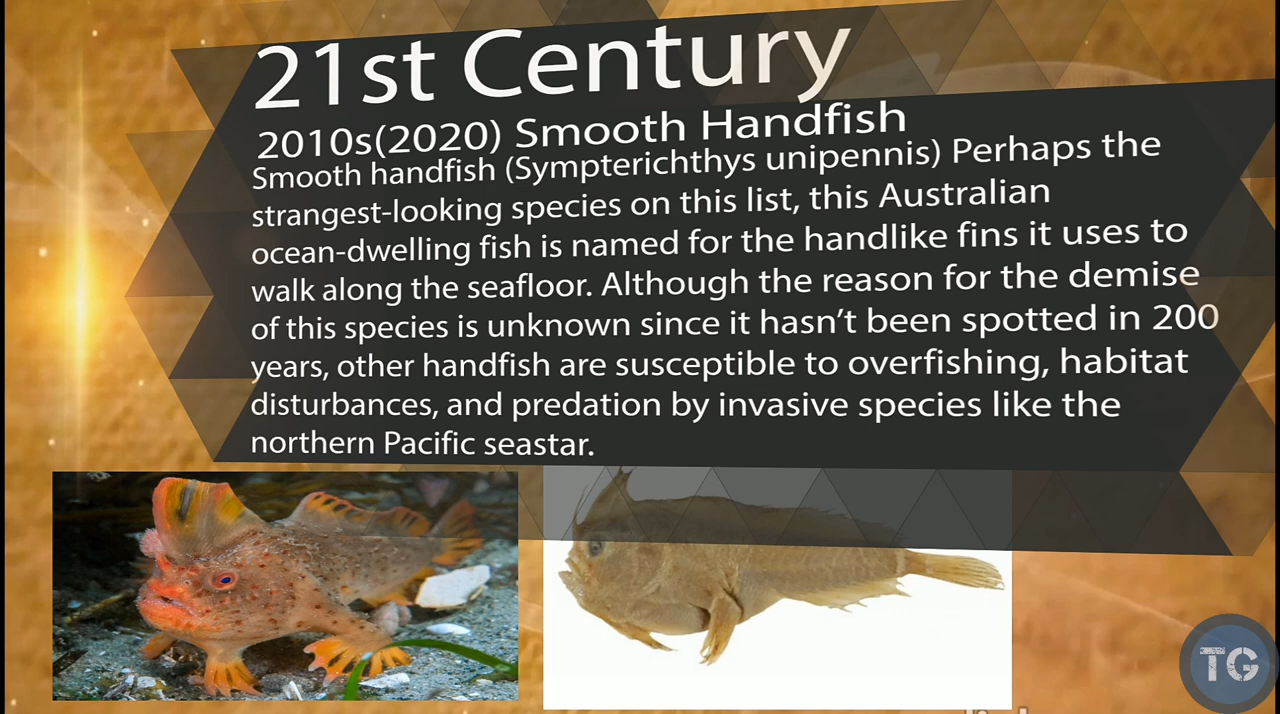 21st Century
2010s(2020) Smooth Handfish
Smooth handfish (Sympterichthys unipennis) Perhaps the
strangest-looking species on this list, this Australian
ocean-dwelling fish is named for the handlike fins it uses to
walk along the seafloor. Although the reason for the demise
of this species is unknown since it hasn’t been spotted in 200
years, other handfish are susceptible to overfishing, habitat
disturbances, and predation by invasive species like the
northern Pacific seastar.
TG